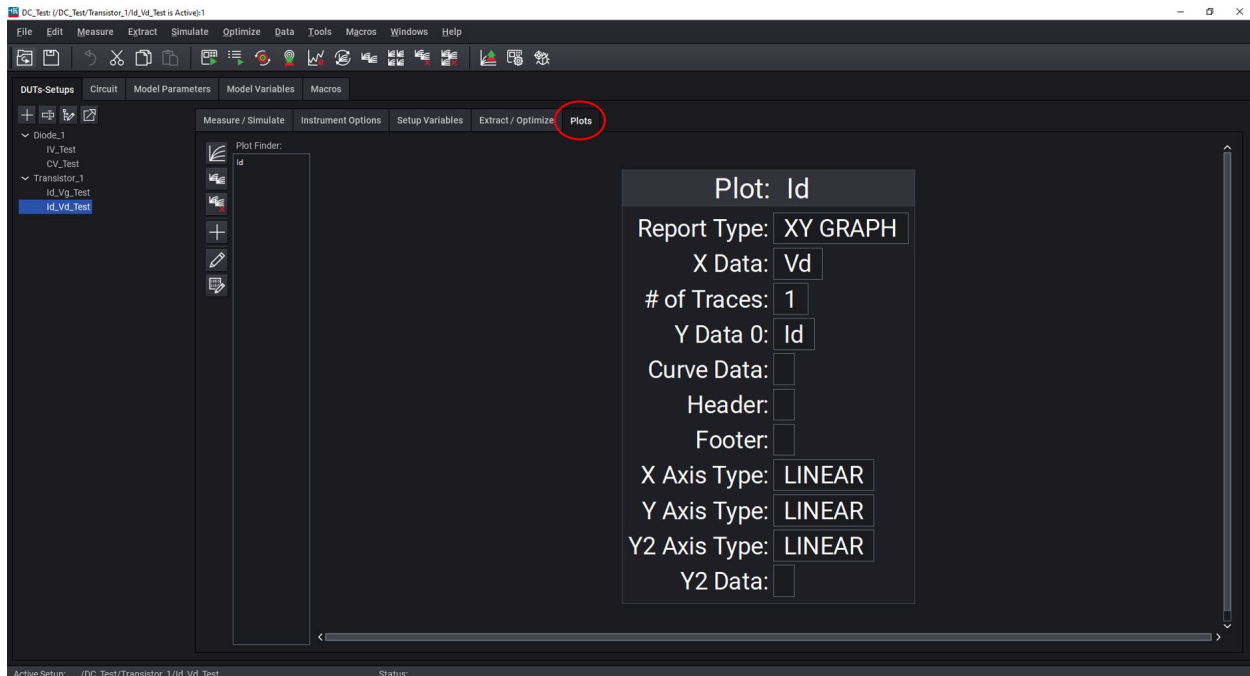 DC_Test: (/DC_Test/Transistor_1/Id_Vd_Test is Active):1
File Edit Measure Extract Simulate Optimize Data Tools Macros Windows Help
DUTs-Setups Circuit Model Parameters Model Variables Macros
Measure / Simulate Instrument Options Setup Variables Extract / Optimize Plots
Diode_1
IV_Test
CV_Test
Transistor_1
Id_Vg_Test
Id_Vd_Test
Plot Finder:
Id
Plot: Id
Report Type: XY GRAPH
X Data: Vd
# of Traces: 1
Y Data 0: Id
Curve Data:
Header:
Footer:
X Axis Type: LINEAR
Y Axis Type: LINEAR
Y2 Axis Type: LINEAR
Y2 Data:
Active Setup: /DC_Test/Transistor_1/Id_Vd_Test Status: